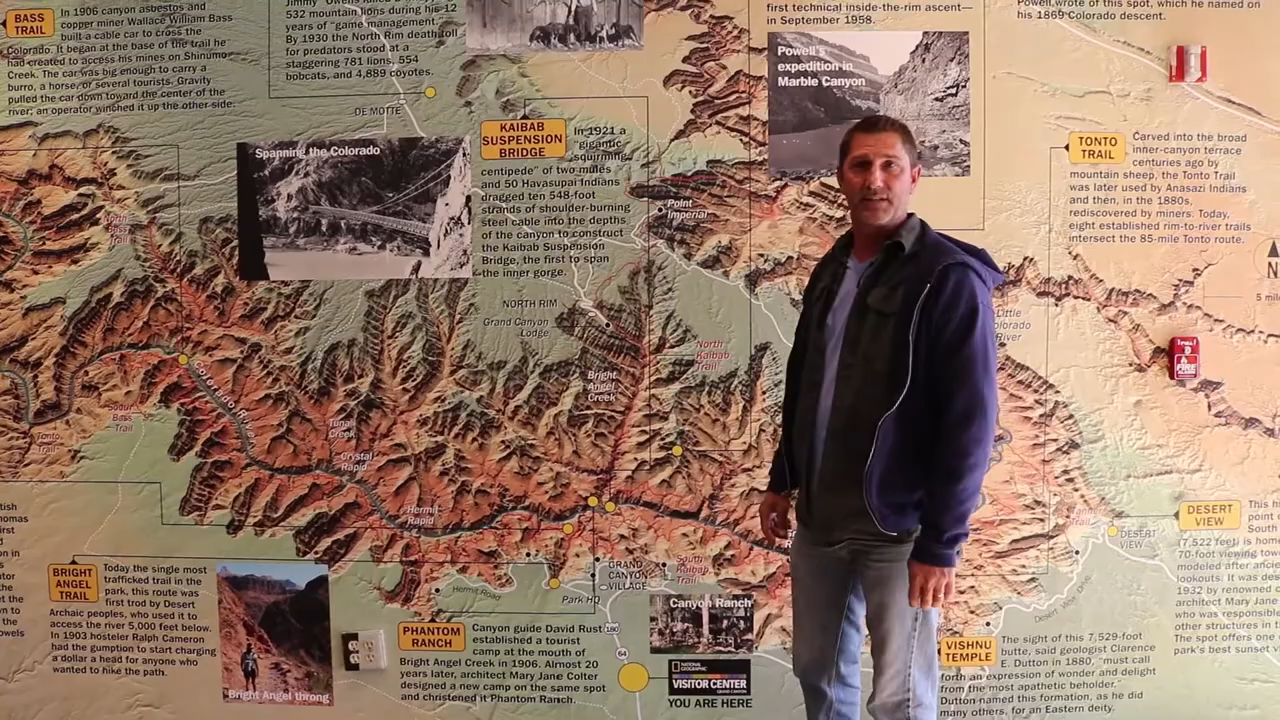 BASS
TRAIL
In 1906 canyon asbestos and
copper miner Wallace William Bass
built a cable car to cross the
Colorado. It began at the base of the trail he
had created to access his mines on Shinumo
Creek. The car was big enough to carry a
burro, a horse, or several tourists. Gravity
pulled the car down toward the center of the
river; an operator winched it up the other side.
532 mountain lions during his 12
years of "game management."
By 1930 the North Rim death toll
for predators stood at a
staggering 781 lions, 554
bobcats, and 4,889 coyotes.
DE MOTTE
first technical inside-the-rim ascent—
in September 1958.
Powell wrote of this spot, which he named on
his 1869 Colorado descent.
Powell's
expedition in
Marble Canyon
Spanning the Colorado
KAIBAB
SUSPENSION
BRIDGE
In 1921 a
"gigantic
squirming
centipede" of two miles
and 50 Havasupai Indians
dragged ten 548-foot
strands of shoulder-burning
steel cable into the depths
of the canyon to construct
the Kaibab Suspension
Bridge, the first to span
the inner gorge.
TONTO
TRAIL
Carved into the broad
inner-canyon terrace
centuries ago by
mountain sheep, the Tonto Trail
was later used by Anasazi Indians
and then, in the 1880s,
rediscovered by miners. Today,
eight established rim-to-river trails
intersect the 85-mile Tonto route.
N
5 mile
Point
Imperial
North
Bass
Trail
NORTH RIM
Grand Canyon
Lodge
Little
Colorado
River
North
Kaibab
Trail
Bright
Angel
Creek
FIRE
Colorado River
South
Bass
Trail
Tonto
Trail
Tuna
Creek
Crystal
Rapid
Hermit
Rapid
Tanner
Trail
DESERT
VIEW
DESERT
VIEW
This
South
(7,522 feet) is home
70-foot viewing tow
modeled after ancie
lookouts. It was des
1932 by renowned
architect Mary Jane
who was responsible
other structures in t
The spot offers one
park's best sunset v
Desert View Drive
BRIGHT
ANGEL
TRAIL
Today the single most
trafficked trail in the
park, this route was
first trod by Desert
Archaic peoples, who used it to
access the river 5,000 feet below.
In 1903 hosteler Ralph Cameron
had the gumption to start charging
a dollar a head for anyone who
wanted to hike the path.
Bright Angel throng
Hermit Road
Park HQ
GRAND
CANYON
VILLAGE
South
Kaibab
Trail
180
64
PHANTOM
RANCH
Canyon guide David Rust
established a tourist
camp at the mouth of
Bright Angel Creek in 1906. Almost 20
years later, architect Mary Jane Colter
designed a new camp on the same spot
and christened it Phantom Ranch.
Canyon Ranch
NATIONAL
GEOGRAPHIC
VISITOR CENTER
GRAND CANYON
YOU ARE HERE
VISHNU
TEMPLE
The sight of this 7,529-foot
butte, said geologist Clarence
E. Dutton in 1880, "must call
forth an expression of wonder and delight
from the most apathetic beholder."
Dutton named this formation, as he did
many others, for an Eastern deity.